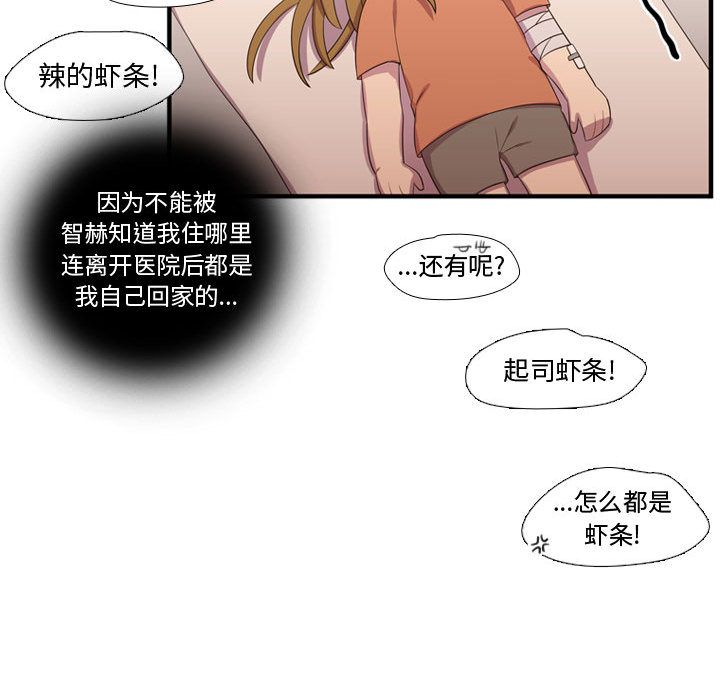 辣的虾条!
因为不能被
智赫知道我住哪里
连离开医院后都是
我自己回家的...
...还有呢?
起司虾条!
...怎么都是
虾条!